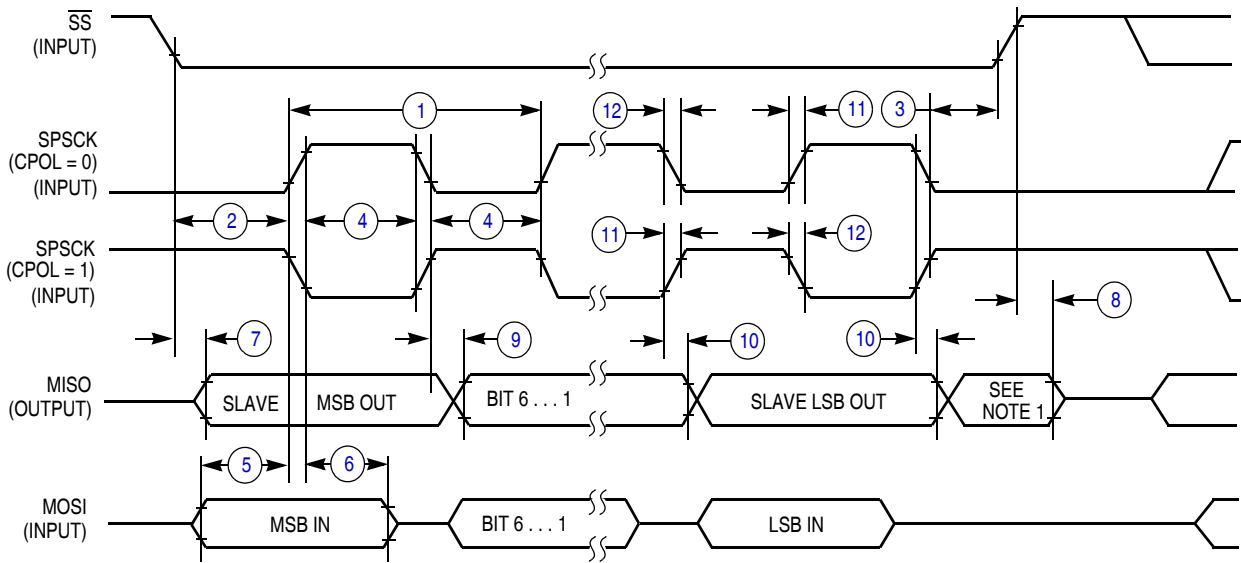 SS
(INPUT)
1
12
11
3
SPSCK
(CPOL = 0)
(INPUT)
2
4
4
SPSCK
(CPOL = 1)
(INPUT)
11
12
8
7
9
10
10
MISO
(OUTPUT)
SLAVE
MSB OUT
BIT 6 . . . 1
SLAVE LSB OUT
SEE
NOTE 1
5
6
MOSI
(INPUT)
MSB IN
BIT 6 . . . 1
LSB IN